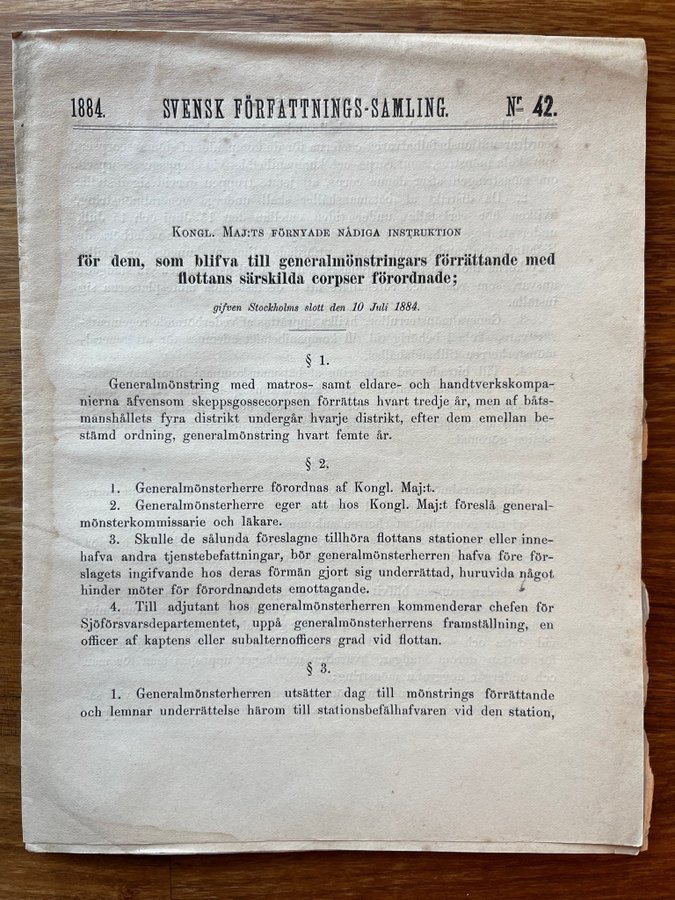 1884. SVENSK FÖRFATTNINGS-SAMLING. Nr 42.
KONGL. MAJ:TS FÖRNYADE NÅDIGA INSTRUKTION
för dem, som blifva till generalmönstringars förrättande med
flottans särskilda corpser förordnade;
gifven Stockholms slott den 10 Juli 1884.
§ 1.
Generalmönstring med matros- samt eldare- och handtverkskompa-
nierna äfvensom skeppsgossecorpsen förrättas hvart tredje år, men af båts-
manshållets fyra distrikt undergår hvarje distrikt, efter dem emellan be-
stämd ordning, generalmönstring hvart femte år.
§ 2.
1. Generalmönsterherre förordnas af Kongl. Maj:t.
2. Generalmönsterherre eger att hos Kongl. Maj:t föreslå general-
mönsterkommissarie och läkare.
3. Skulle de sålunda föreslagne tillhöra flottans stationer eller inne-
hafva andra tjenstebefattningar, bör generalmönsterherren hafva före för-
slagets ingifvande hos deras förmän gjort sig underrättad, huruvida något
hinder möter för förordnandets emottagande.
4. Till adjutant hos generalmönsterherren kommenderar chefen för
Sjöförsvarsdepartementet, uppå generalmönsterherrens framställning, en
officer af kaptens eller subalternofficers grad vid flottan.
§ 3.
1. Generalmönsterherren utsätter dag till mönstrings förrättande
och lemnar underrättelse härom till stationsbefälhafvaren vid den station,